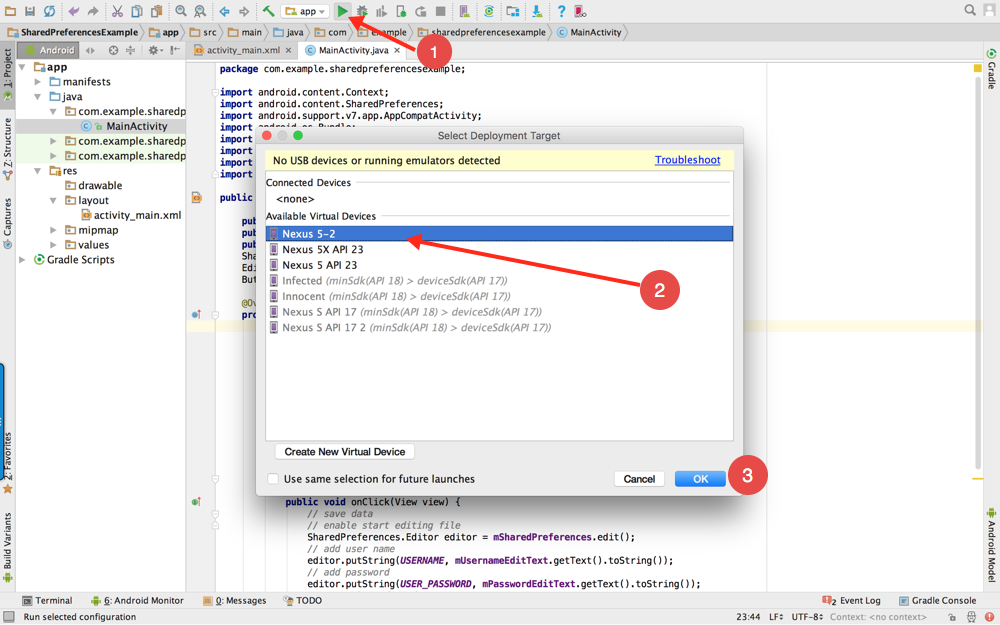 app
1
SharedPreferencesExample app src main java com example sharedpreferencesexample MainActivity
Android
activity_main.xml MainActivity.java
1: Project
Z: Structure
Captures
2: Favorites
Build Variants
app
manifests
java
com.example.sharedp
MainActivity
com.example.sharedp
com.example.sharedp
res
drawable
layout
activity_main.xml
mipmap
values
Gradle Scripts
package com.example.sharedpreferencesexample;
import android.content.Context;
import android.content.SharedPreferences;
import android.support.v7.app.AppCompatActivity;
import android.os.Bundle;
import
import
import
import
public
pub
pub
pub
Sha
Edi
But
@Ov
pro
Select Deployment Target
No USB devices or running emulators detected Troubleshoot
Connected Devices
<none>
Available Virtual Devices
Nexus 5-2
Nexus 5X API 23
Nexus 5 API 23
Infected (minSdk(API 18) > deviceSdk(API 17))
Innocent (minSdk(API 18) > deviceSdk(API 17))
Nexus S API 17 (minSdk(API 18) > deviceSdk(API 17))
Nexus S API 17 2 (minSdk(API 18) > deviceSdk(API 17))
2
Create New Virtual Device
Use same selection for future launches
Cancel OK
3
public void onClick(View view) {
// save data
// enable start editing file
SharedPreferences.Editor editor = mSharedPreferences.edit();
// add user name
editor.putString(USERNAME, mUsernameEditText.getText().toString());
// add password
editor.putString(USER_PASSWORD, mPasswordEditText.getText().toString());
Gradle
Android Model
Terminal 6: Android Monitor 0: Messages TODO 2 Event Log Gradle Console
Run selected configuration 23:44 LF÷ UTF-8÷ Context: <no context>